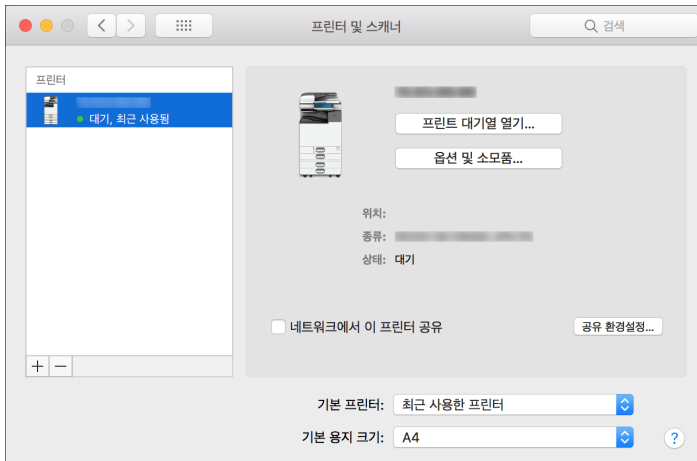 프린터 및 스캐너
검색
프린터
대기, 최근 사용됨
프린트 대기열 열기...
옵션 및 소모품...
위치:
종류:
상태: 대기
네트워크에서 이 프린터 공유
공유 환경설정...
기본 프린터: 최근 사용한 프린터
기본 용지 크기: A4
?